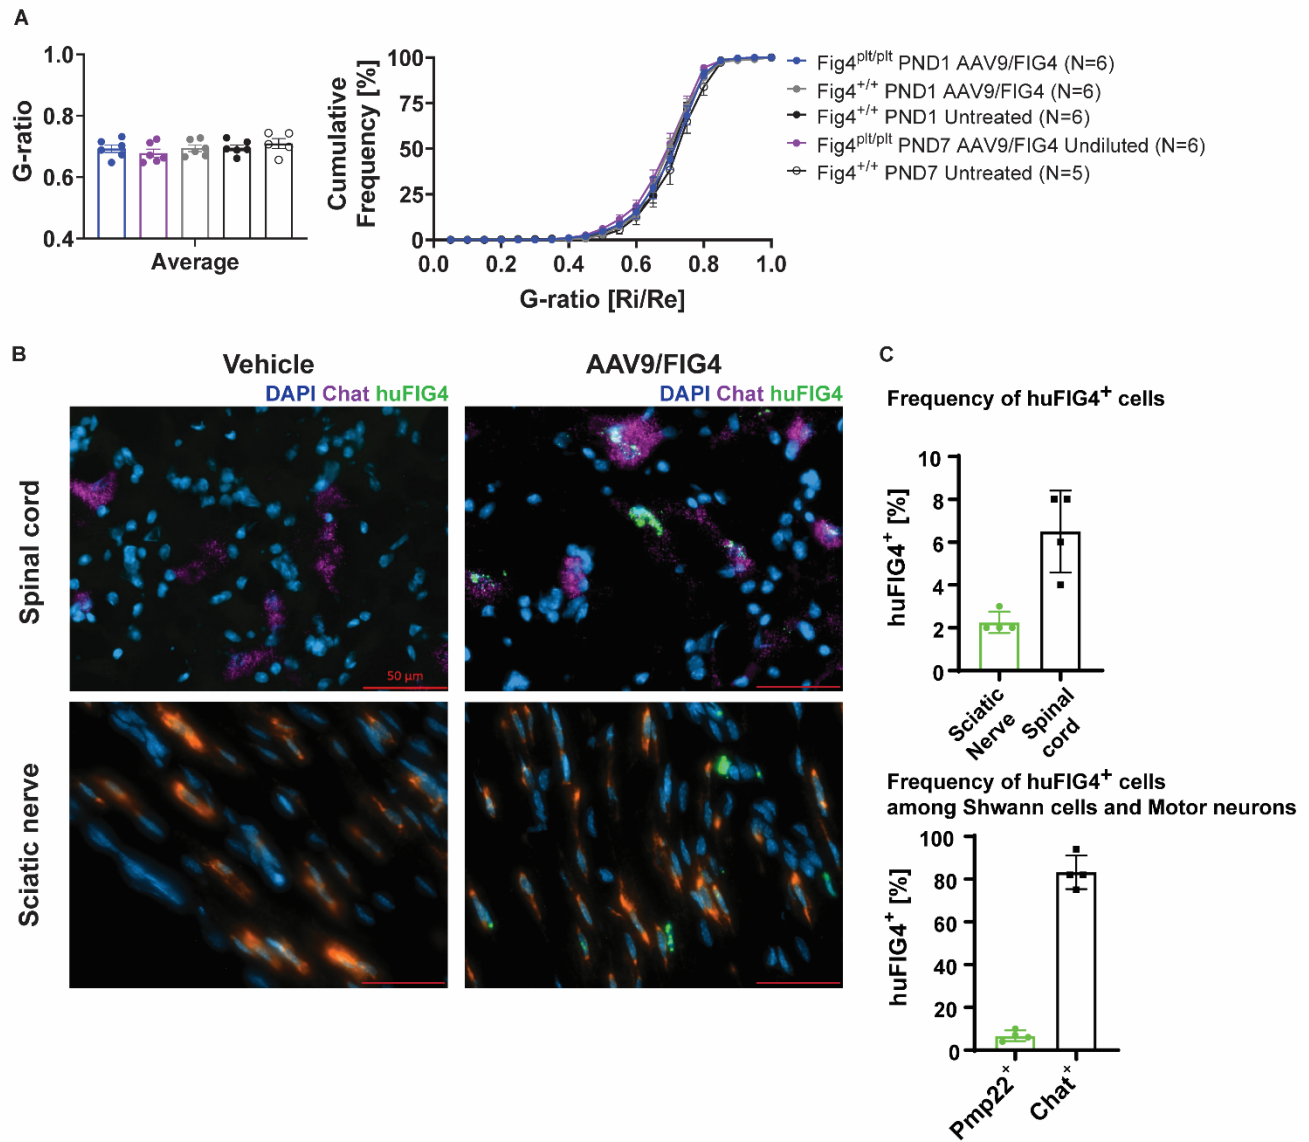 A
G-ratio
1.0
0.8
0.6
0.4
Average
Cumulative
Frequency [%]
100
75
50
25
0
0.0 0.2 0.4 0.6 0.8 1.0
G-ratio [Ri/Re]
Fig4plt/plt PND1 AAV9/FIG4 (N=6)
Fig4+/+ PND1 AAV9/FIG4 (N=6)
Fig4+/+ PND1 Untreated (N=6)
Fig4plt/plt PND7 AAV9/FIG4 Undiluted (N=6)
Fig4+/+ PND7 Untreated (N=5)
B
Vehicle
AAV9/FIG4
DAPI Chat huFIG4
DAPI Chat huFIG4
Spinal cord
50 µm
Sciatic nerve
C
Frequency of huFIG4+ cells
huFIG4+ [%]
10
8
6
4
2
0
Sciatic
Nerve
Spinal
cord
Frequency of huFIG4+ cells
among Shwann cells and Motor neurons
huFIG4+ [%]
100
80
60
40
20
0
Pmp22+
Chat+